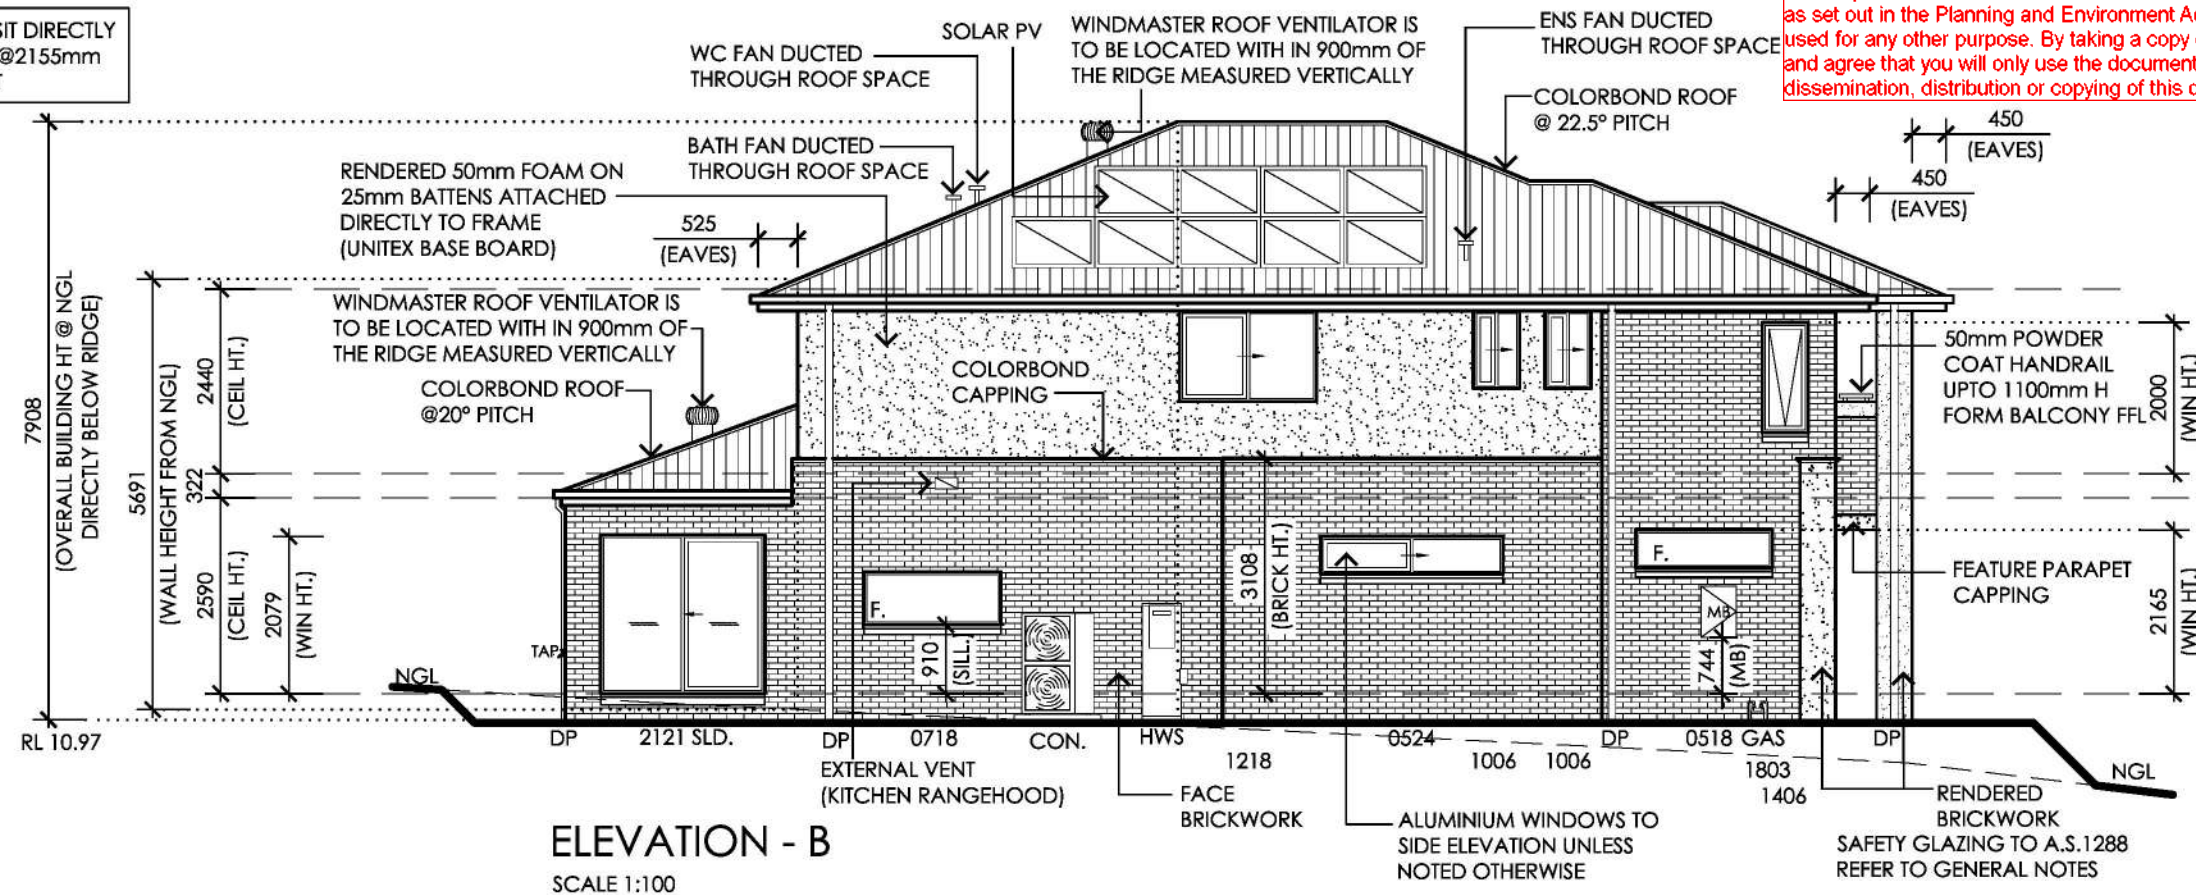 SIT DIRECTLY
@2155mm
as set out in the Planning and Environment
used for any other purpose. By taking a copy
and agree that you will only use the document
dissemination, distribution or copying of this
SOLAR PV
WINDMASTER ROOF VENTILATOR IS
TO BE LOCATED WITH IN 900mm OF
THE RIDGE MEASURED VERTICALLY
ENS FAN DUCTED
THROUGH ROOF SPACE
WC FAN DUCTED
THROUGH ROOF SPACE
COLORBOND ROOF
@ 22.5° PITCH
450
(EAVES)
BATH FAN DUCTED
THROUGH ROOF SPACE
RENDERED 50mm FOAM ON
25mm BATTENS ATTACHED
DIRECTLY TO FRAME
(UNITEX BASE BOARD)
450
(EAVES)
525
(EAVES)
WINDMASTER ROOF VENTILATOR IS
TO BE LOCATED WITH IN 900mm OF
THE RIDGE MEASURED VERTICALLY
COLORBOND ROOF
@20° PITCH
COLORBOND
CAPPING
50mm POWDER
COAT HANDRAIL
UPTO 1100mm H
FORM BALCONY FFL
7908
(OVERALL BUILDING HT @ NGL
DIRECTLY BELOW RIDGE)
5691
(WALL HEIGHT FROM NGL)
2440
(CEIL HT.)
322
2590
(CEIL HT.)
2079
(WIN HT.)
2000
(WIN HT.)
2165
(WIN HT.)
F.
910
(SILL.)
3108
(BRICK HT.)
F.
MB
744
(MB)
FEATURE PARAPET
CAPPING
TAP
NGL
RL 10.97
DP
2121 SLD.
DP
0718
CON.
HWS
1218
0524
1006
1006
DP
0518
GAS
1803
1406
DP
NGL
EXTERNAL VENT
(KITCHEN RANGEHOOD)
FACE
BRICKWORK
ALUMINIUM WINDOWS TO
SIDE ELEVATION UNLESS
NOTED OTHERWISE
RENDERED
BRICKWORK
SAFETY GLAZING TO A.S.1288
REFER TO GENERAL NOTES
ELEVATION - B
SCALE 1:100